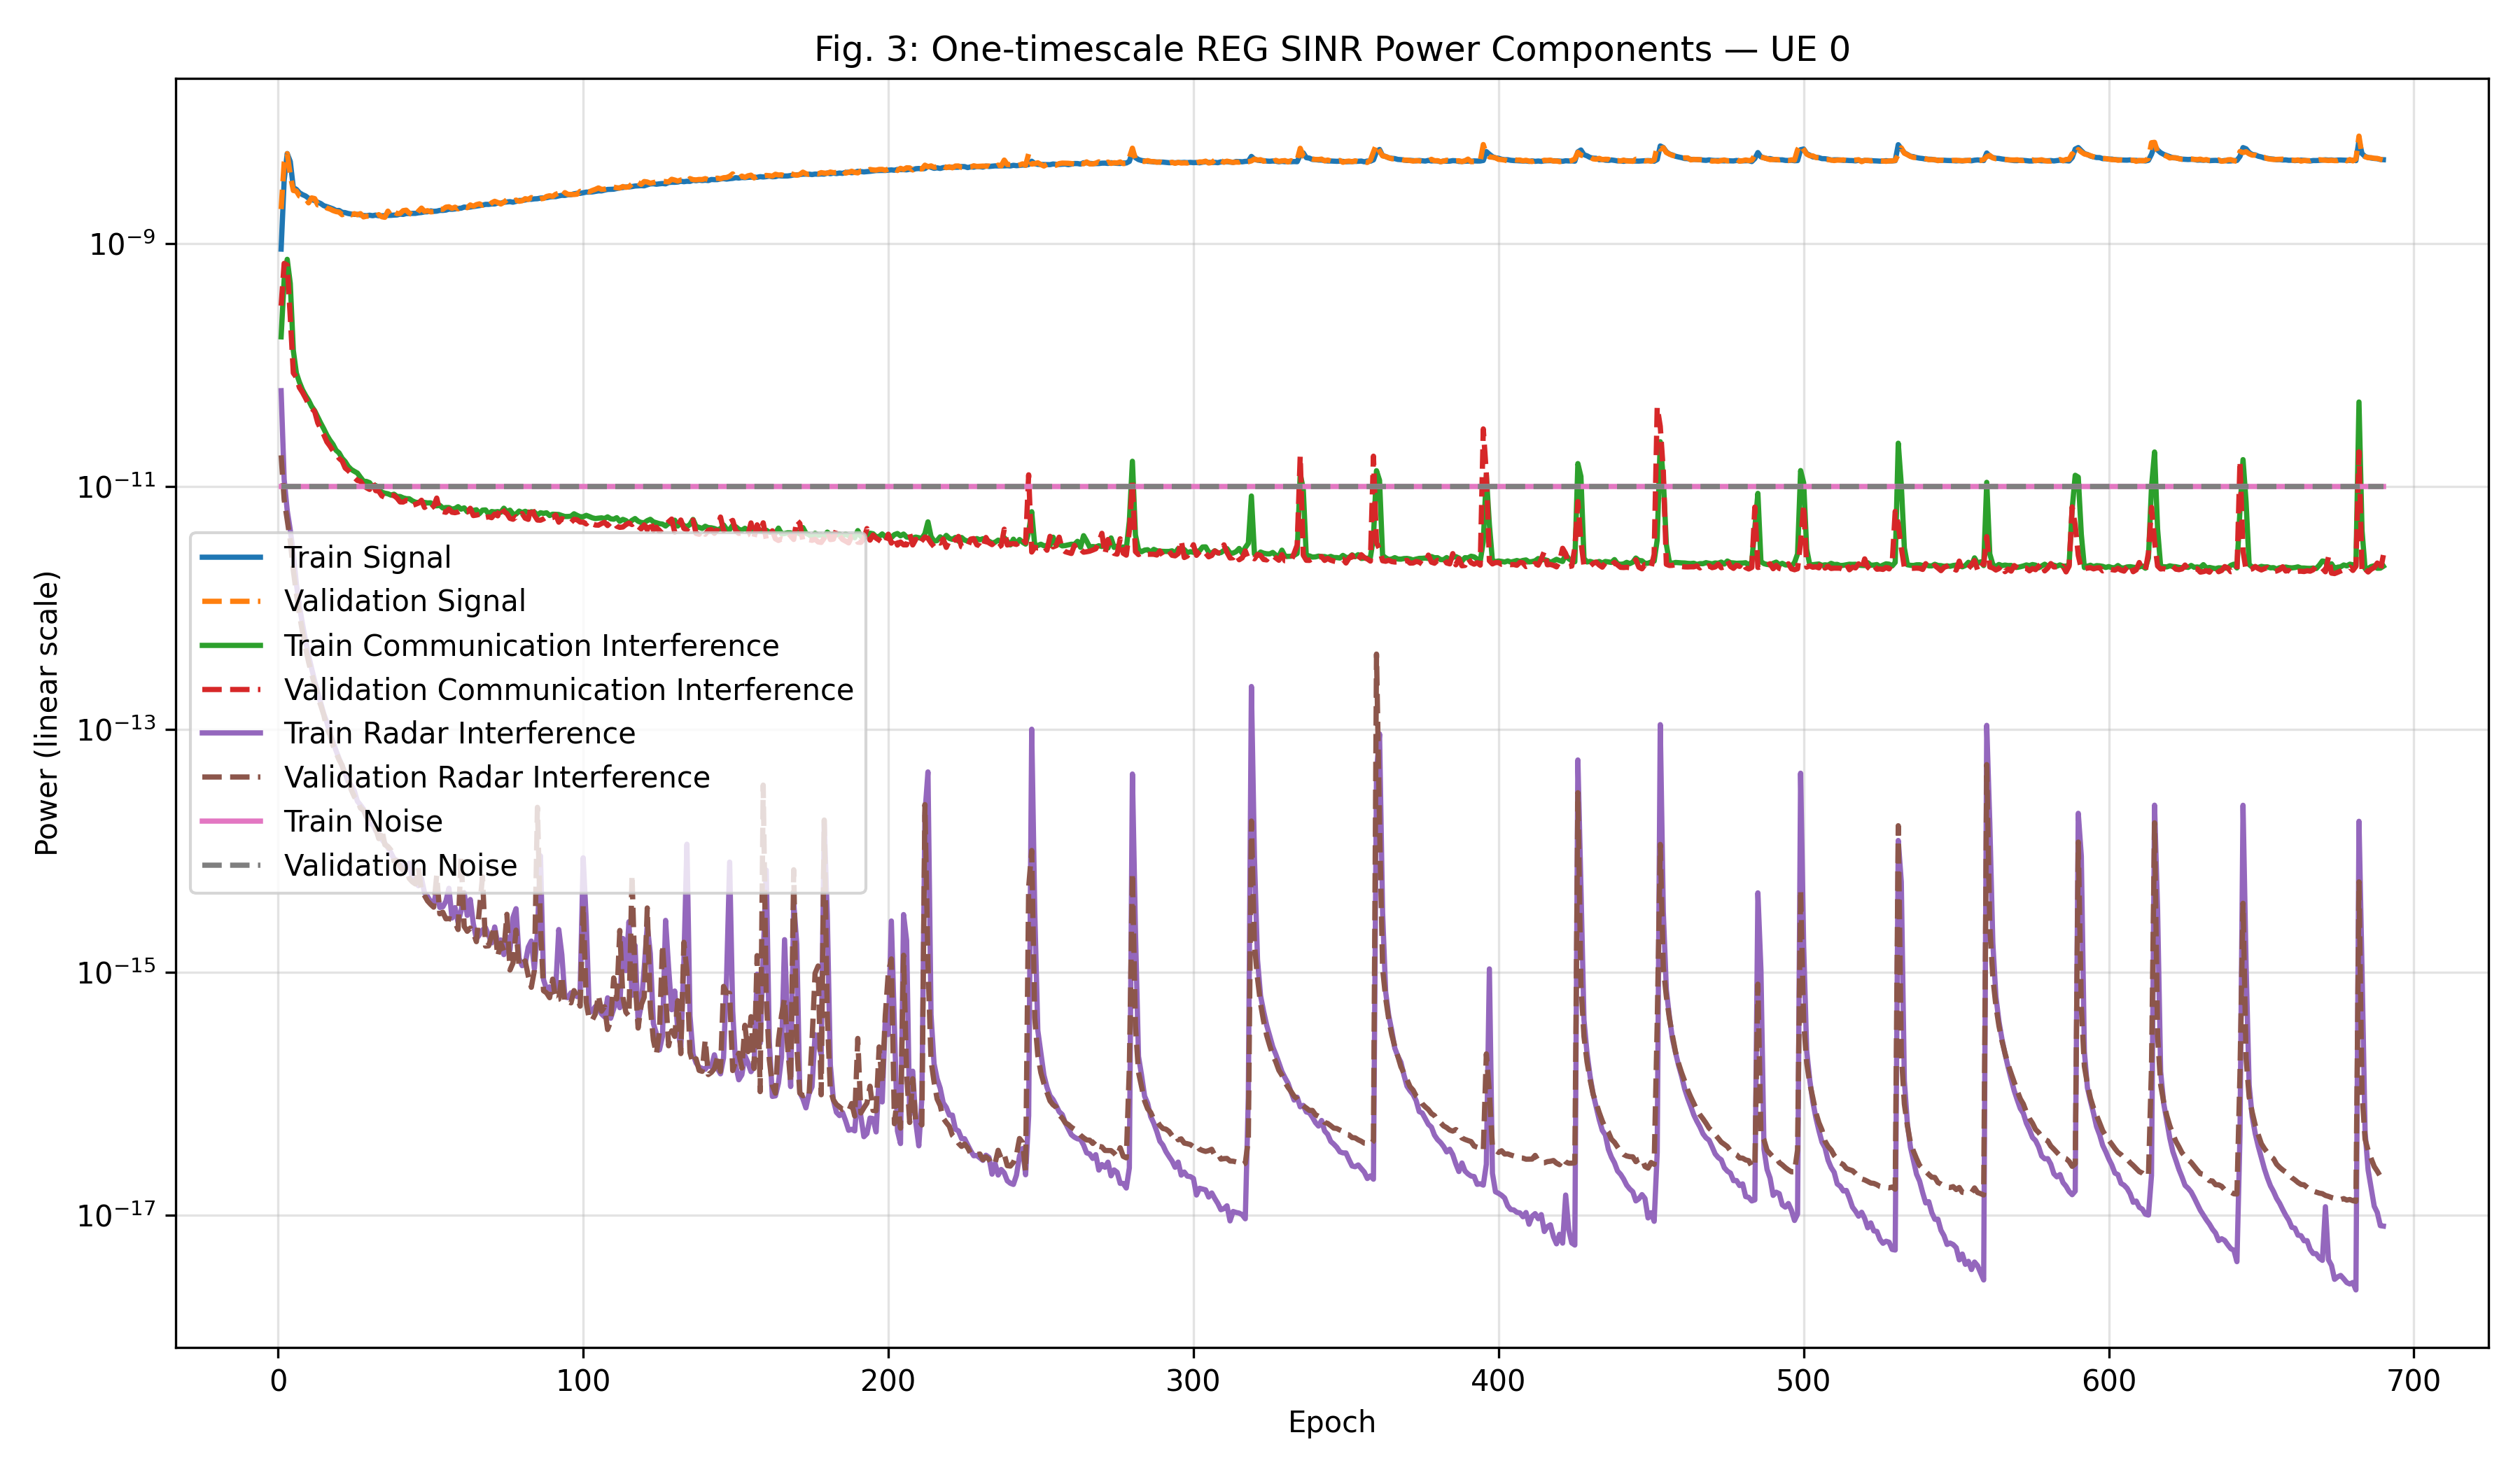 Fig. 3: One-timescale REG SINR Power Components — UE 0
Power (linear scale)
10⁻⁹
10⁻¹¹
10⁻¹³
10⁻¹⁵
10⁻¹⁷
Train Signal
Validation Signal
Train Communication Interference
Validation Communication Interference
Train Radar Interference
Validation Radar Interference
Train Noise
Validation Noise
0 100 200 300 400 500 600 700
Epoch